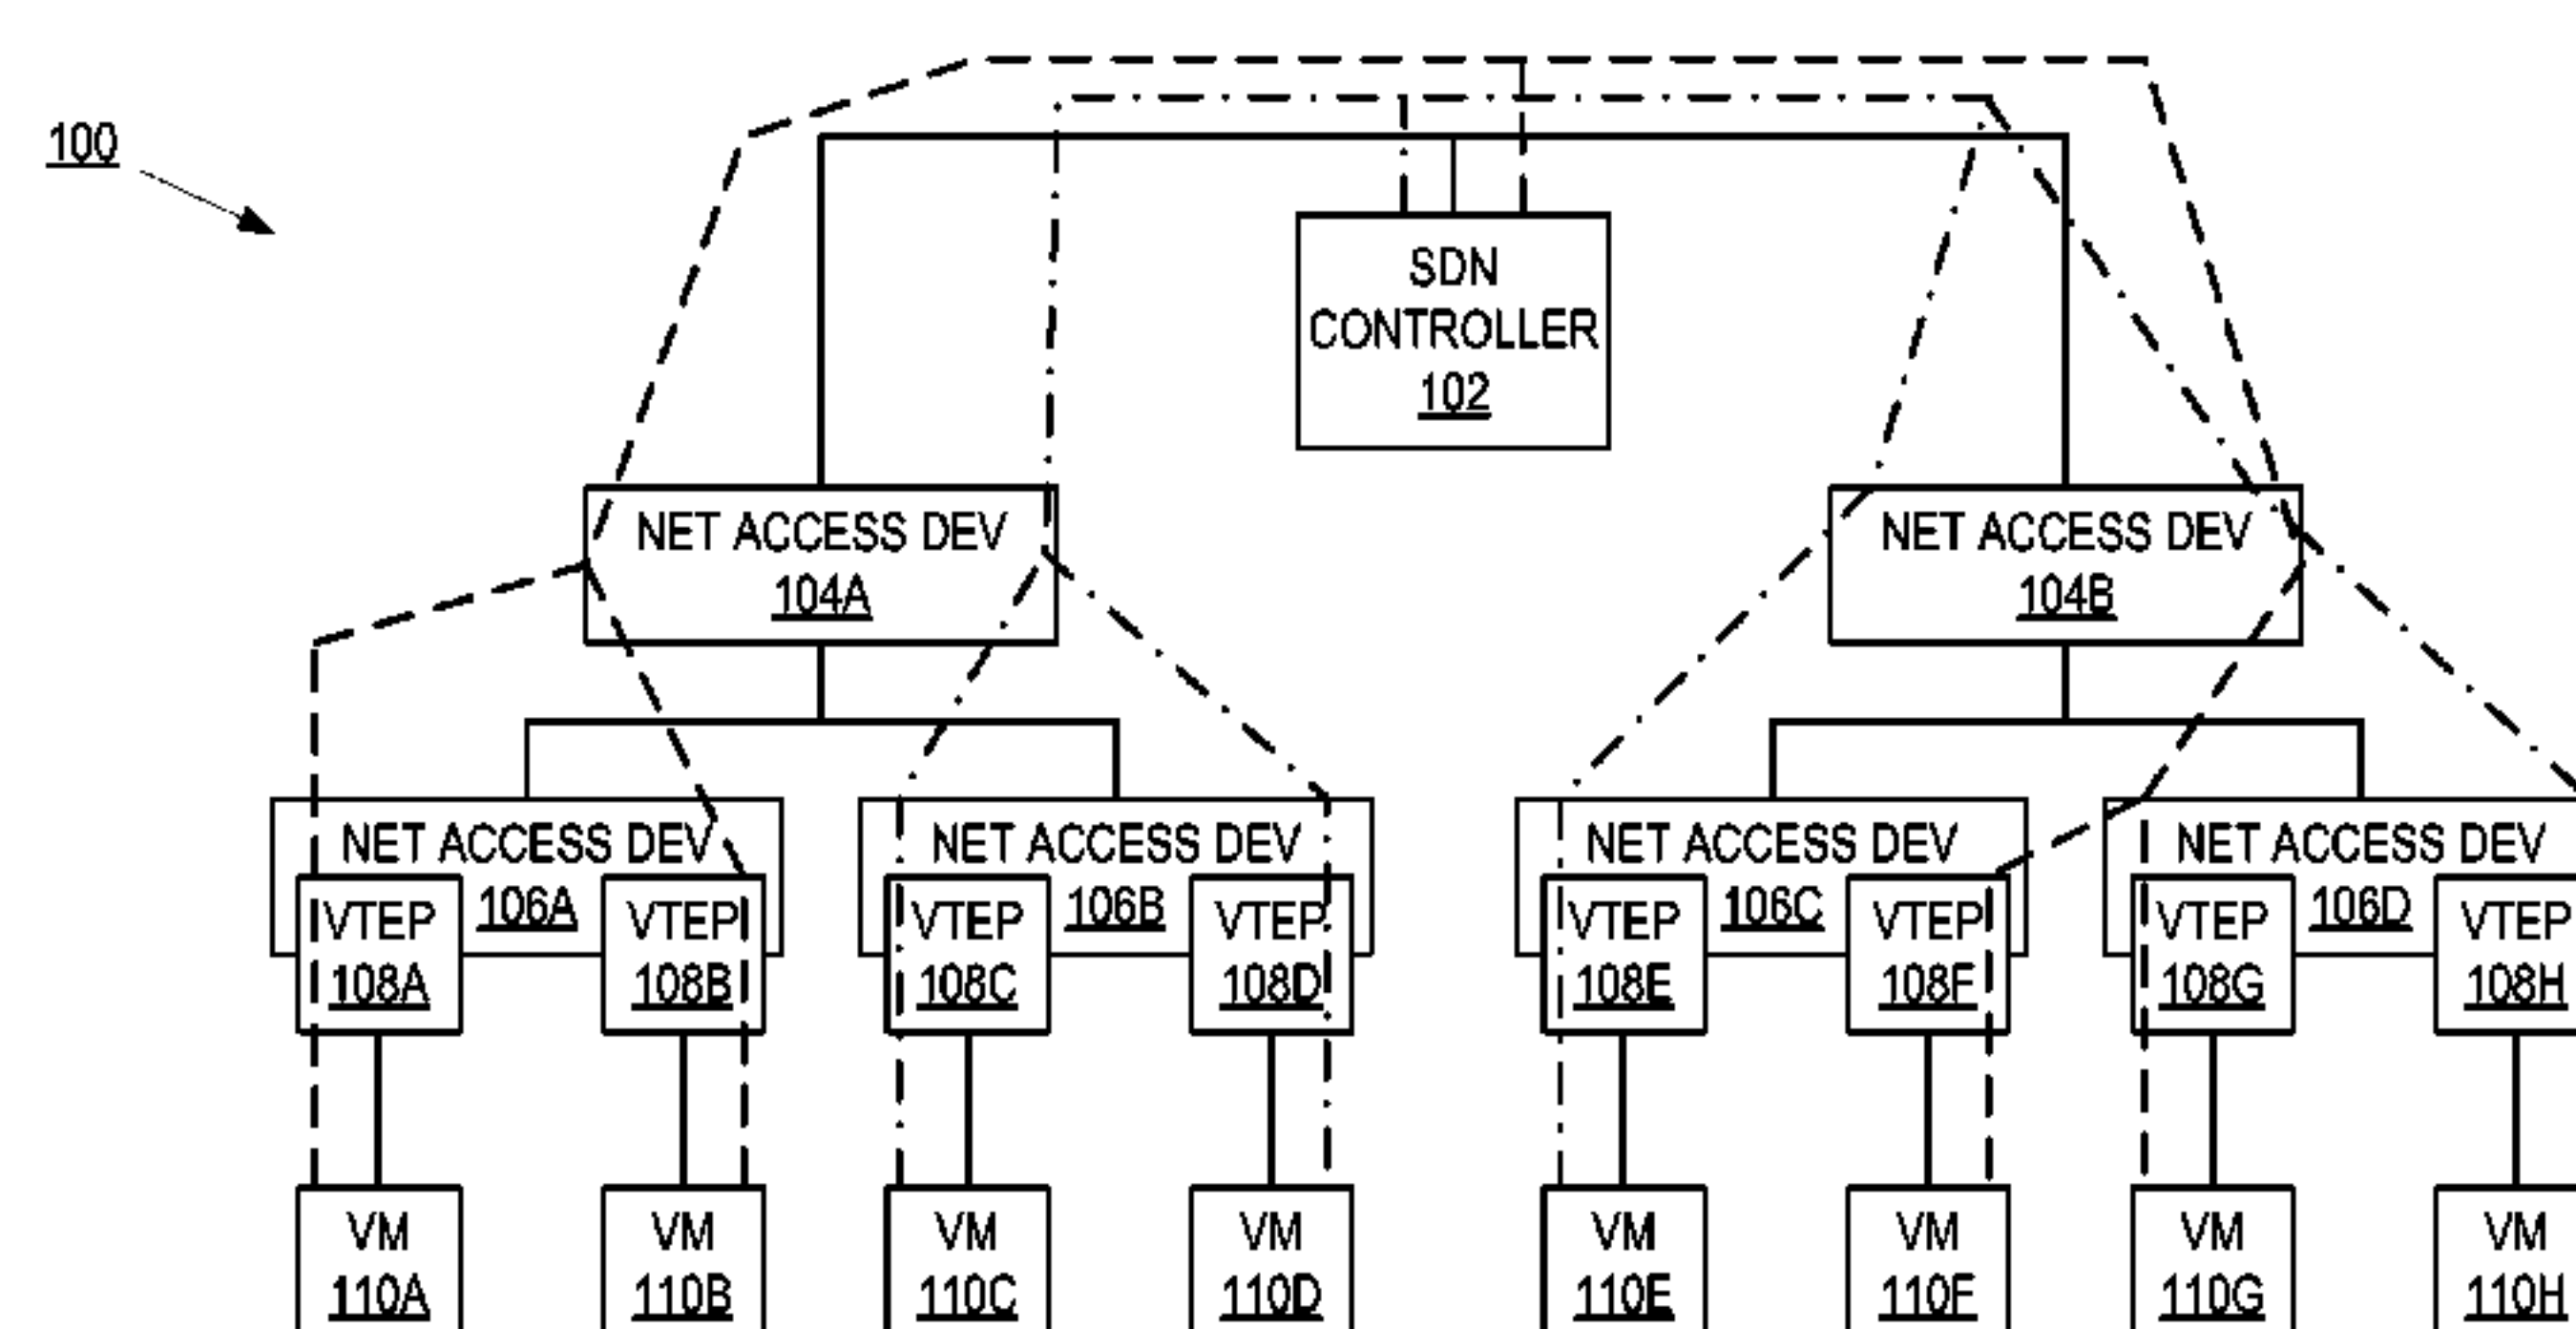 100
SDN
CONTROLLER
102
NET ACCESS DEV
104A
NET ACCESS DEV
104B
NET ACCESS DEV
106A
NET ACCESS DEV
106B
NET ACCESS DEV
106C
NET ACCESS DEV
106D
VTEP
108A
VTEP
108B
VTEP
108C
VTEP
108D
VTEP
108E
VTEP
108F
VTEP
108G
VTEP
108H
VM
110A
VM
110B
VM
110C
VM
110D
VM
110E
VM
110F
VM
110G
VM
110H